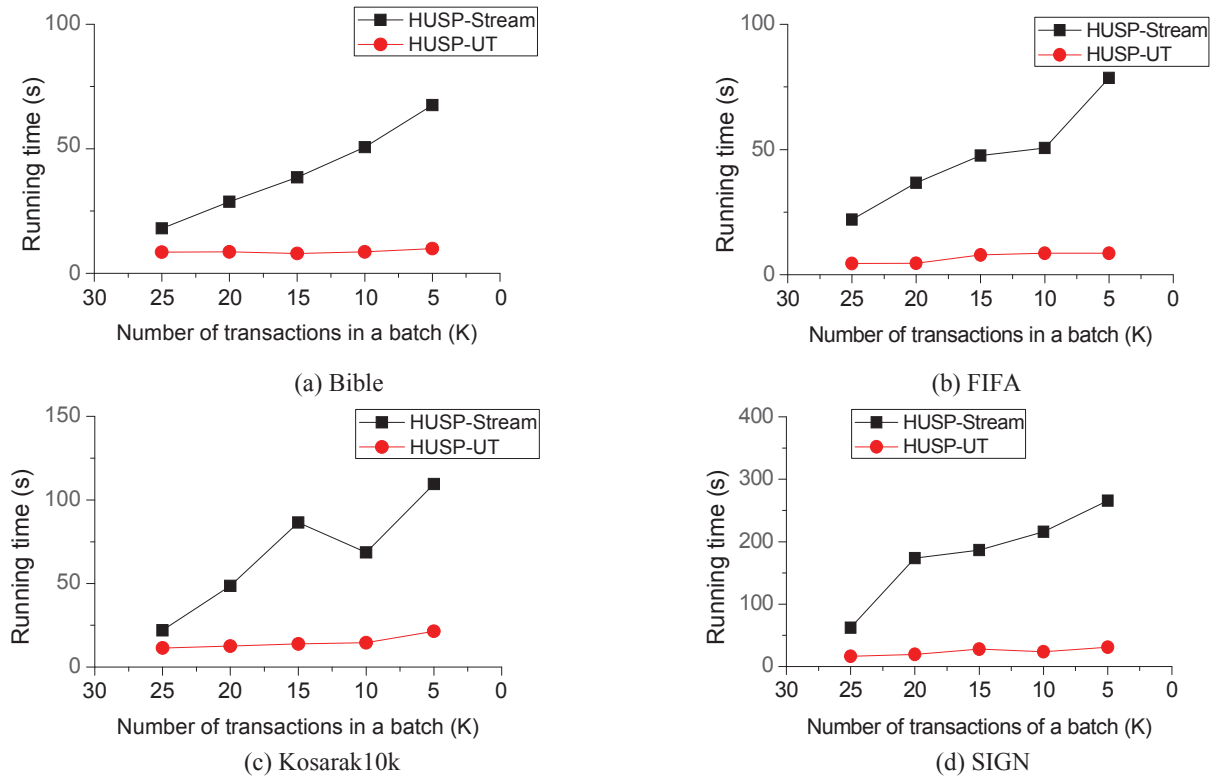 100
50
0
Running time (s)
HUSP-Stream
HUSP-UT
30 25 20 15 10 5 0
Number of transactions in a batch (K)
(a) Bible
100
50
0
Running time (s)
HUSP-Stream
HUSP-UT
30 25 20 15 10 5 0
Number of transactions in a batch (K)
(b) FIFA
150
100
50
0
Running time (s)
HUSP-Stream
HUSP-UT
30 25 20 15 10 5 0
Number of transactions in a batch (K)
(c) Kosarak10k
400
300
200
100
0
Running time (s)
HUSP-Stream
HUSP-UT
30 25 20 15 10 5 0
Number of transactions of a batch (K)
(d) SIGN